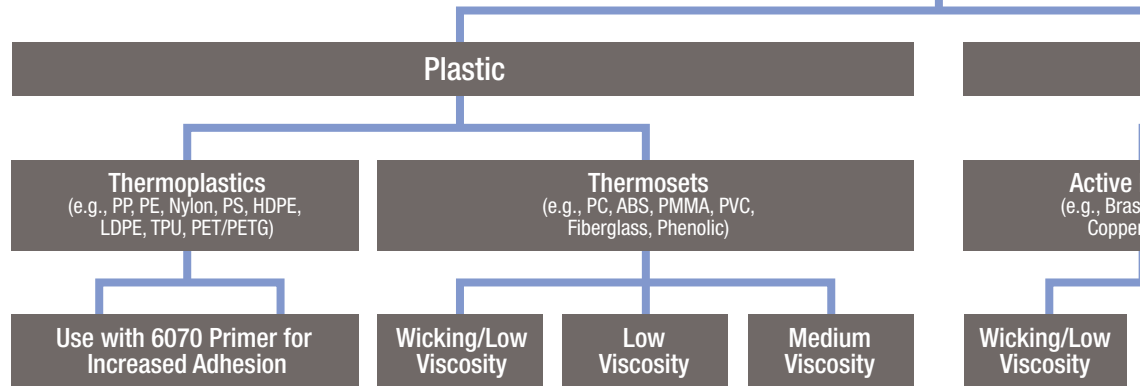 Plastic
Thermoplastics
(e.g., PP, PE, Nylon, PS, HDPE,
LDPE, TPU, PET/PETG)
Thermosets
(e.g., PC, ABS, PMMA, PVC,
Fiberglass, Phenolic)
Active
(e.g., Bras
Copper
Use with 6070 Primer for
Increased Adhesion
Wicking/Low
Viscosity
Low
Viscosity
Medium
Viscosity
Wicking/Low
Viscosity